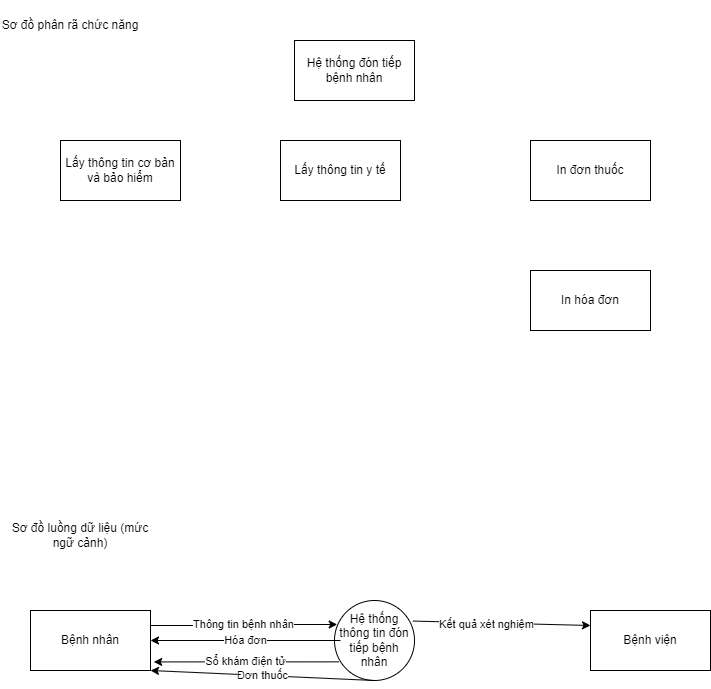 Sơ đồ phân rã chức năng
Hệ thống đón tiếp
bệnh nhân
Lấy thông tin cơ bản
và bảo hiểm
Lấy thông tin y tế
In đơn thuốc
In hóa đơn
Sơ đồ luồng dữ liệu (mức
ngữ cảnh)
Bệnh nhân
Thông tin bệnh nhân
Hóa đơn
Sổ khám điện tử
Đơn thuốc
Hệ thống
thông tin đón
tiếp bệnh
nhân
Kết quả xét nghiệm
Bệnh viện